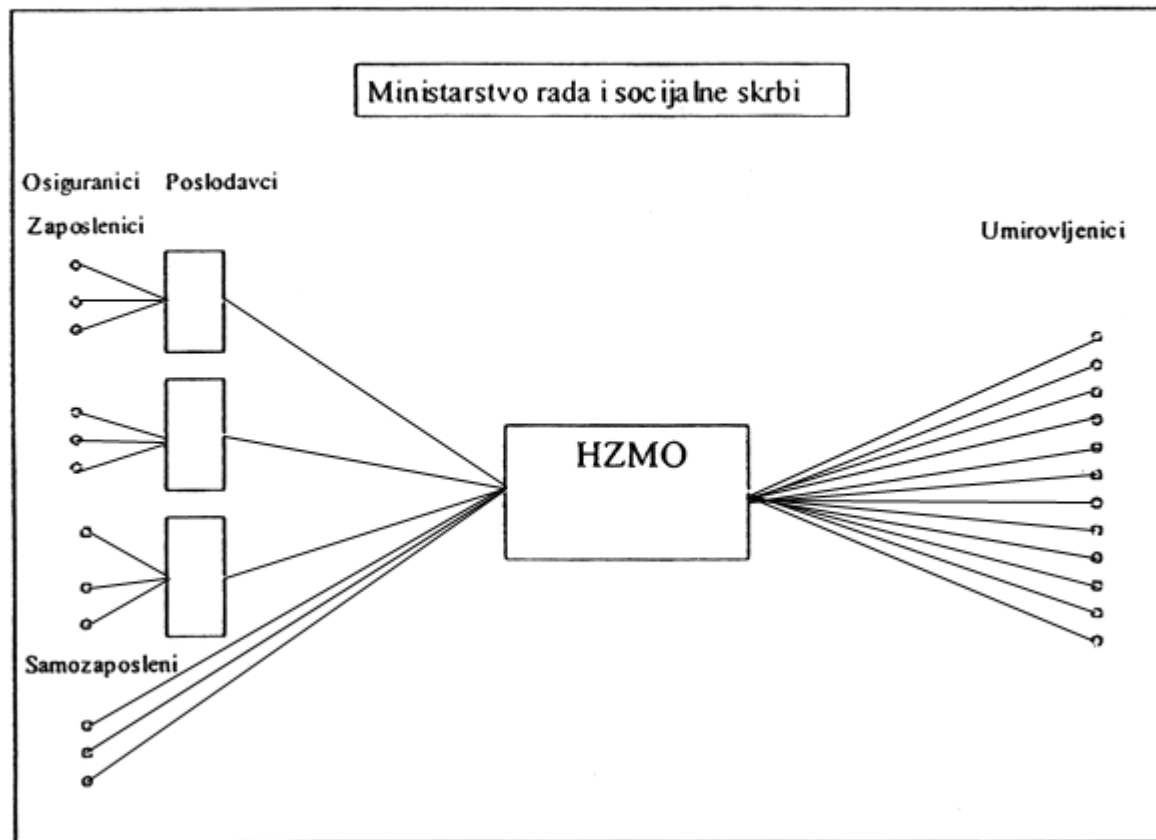 Ministarstvo rada i socijalne skrbi
Osiguranici Poslodavci
Zaposlenici
Umirovljenici
HZMO
Samozaposleni